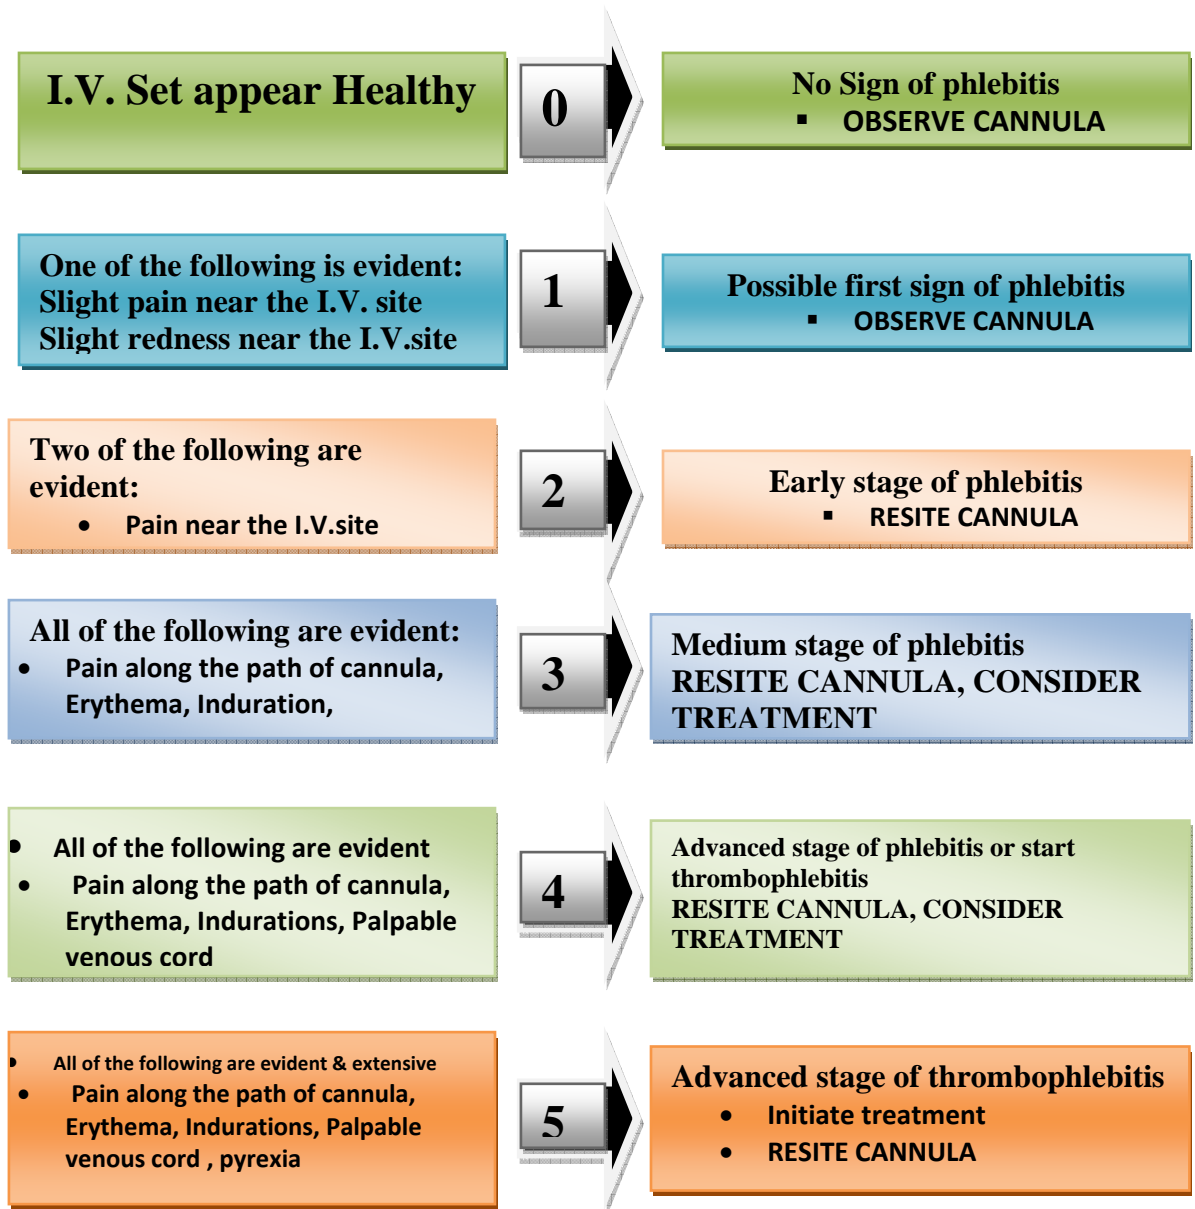 I.V. Set appear Healthy
0
No Sign of phlebitis
▪ OBSERVE CANNULA
One of the following is evident:
Slight pain near the I.V. site
Slight redness near the I.V.site
1
Possible first sign of phlebitis
▪ OBSERVE CANNULA
Two of the following are
evident:
• Pain near the I.V.site
2
Early stage of phlebitis
▪ RESITE CANNULA
All of the following are evident:
• Pain along the path of cannula,
Erythema, Induration,
3
Medium stage of phlebitis
RESITE CANNULA, CONSIDER
TREATMENT
• All of the following are evident
• Pain along the path of cannula,
Erythema, Indurations, Palpable
venous cord
4
Advanced stage of phlebitis or start
thrombophlebitis
RESITE CANNULA, CONSIDER
TREATMENT
• All of the following are evident & extensive
• Pain along the path of cannula,
Erythema, Indurations, Palpable
venous cord , pyrexia
5
Advanced stage of thrombophlebitis
• Initiate treatment
• RESITE CANNULA